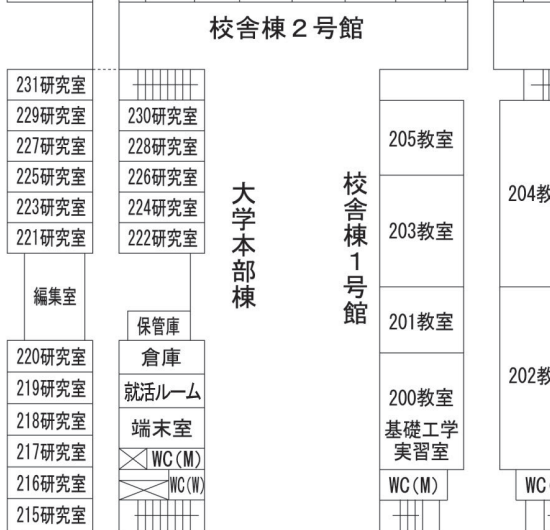 校舎棟２号館
231研究室
229研究室
227研究室
225研究室
223研究室
221研究室
編集室
220研究室
219研究室
218研究室
217研究室
216研究室
215研究室
230研究室
228研究室
226研究室
224研究室
222研究室
保管庫
倉庫
就活ルーム
端末室
WC(M)
WC(W)
大学本部棟
校舎棟１号館
205教室
203教室
201教室
200教室
基礎工学
実習室
WC(M)
204教
202教
WC